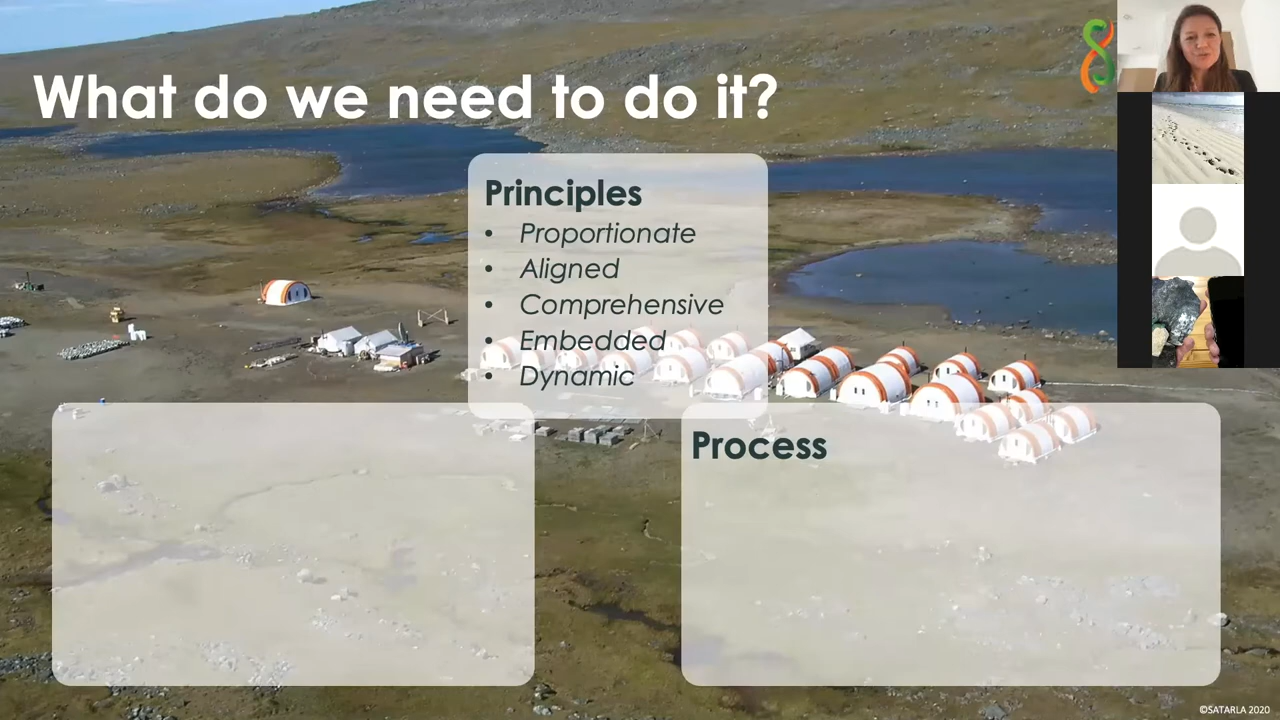 What do we need to do it?
Principles
• Proportionate
• Aligned
• Comprehensive
• Embedded
• Dynamic
Process
©SATARLA 2020